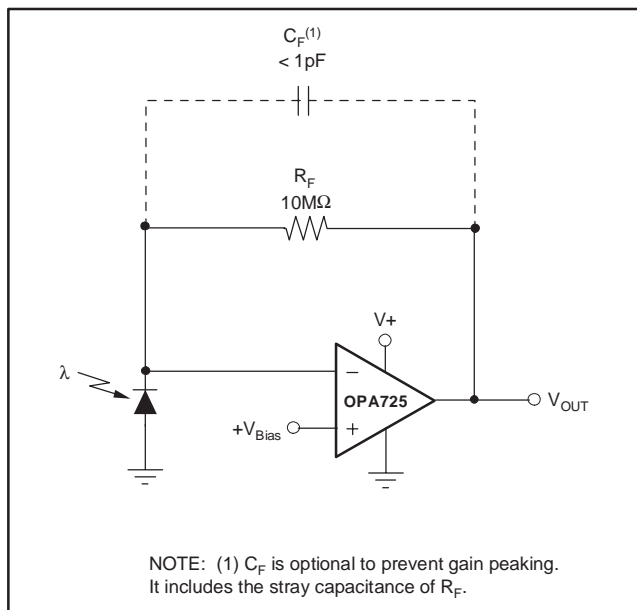 C_F(1)
< 1pF
R_F
10MΩ
V+
λ
−
OPA725
V_OUT
+V_Bias
+
NOTE: (1) C_F is optional to prevent gain peaking.
It includes the stray capacitance of R_F.